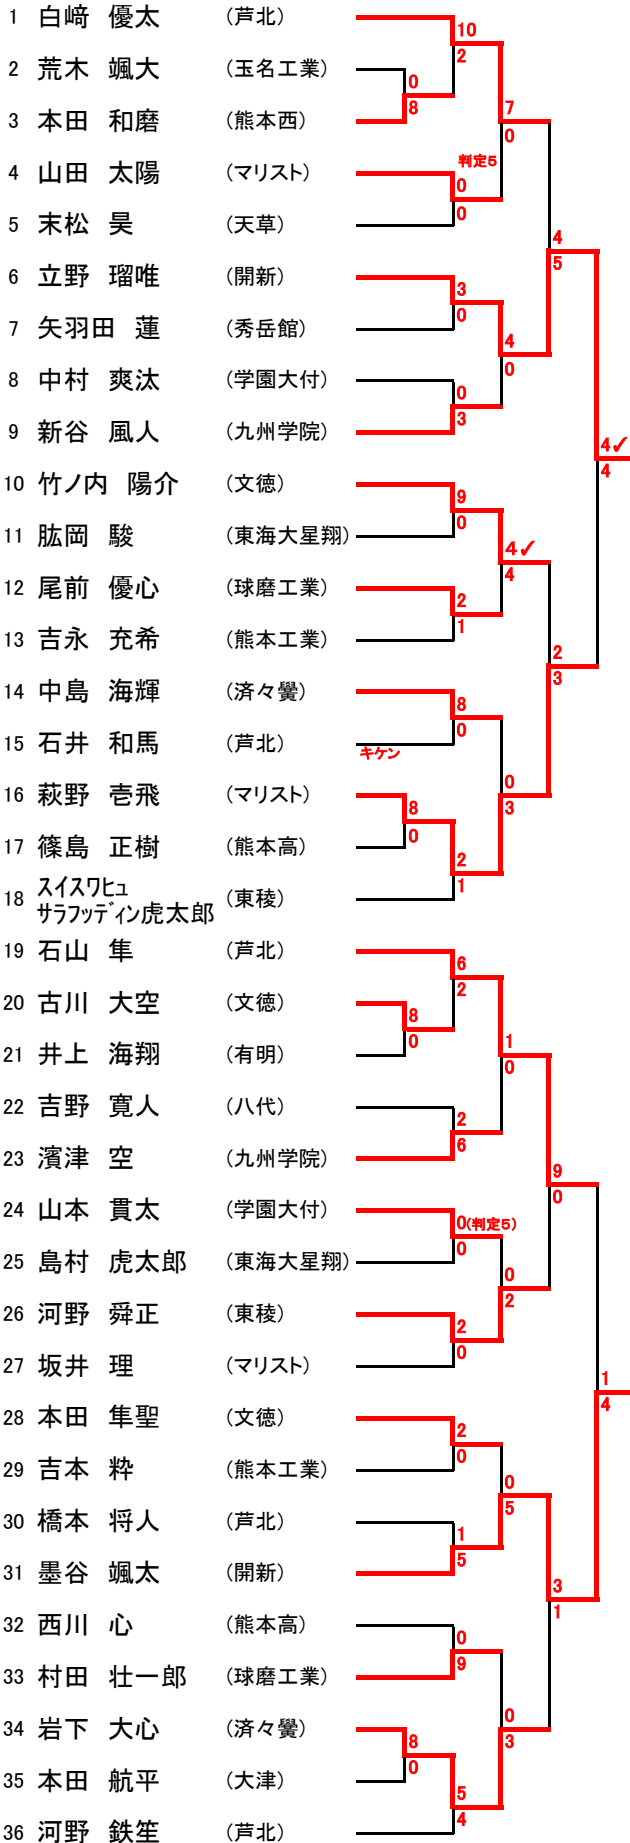 1 白﨑 優太 (芦北)
10
2
2 荒木 颯大 (玉名工業)
0
8
3 本田 和磨 (熊本西)
7
0
4 山田 太陽 (マリスト)
判定5
0
0
5 末松 昊 (天草)
4
5
6 立野 瑠唯 (開新)
3
0
7 矢羽田 蓮 (秀岳館)
4
0
8 中村 爽汰 (学園大付)
0
3
9 新谷 風人 (九州学院)
4✓
4
10 竹ノ内 陽介 (文徳)
9
0
11 肱岡 駿 (東海大星翔)
4✓
4
12 尾前 優心 (球磨工業)
2
1
13 吉永 充希 (熊本工業)
2
3
14 中島 海輝 (済々黌)
8
0
15 石井 和馬 (芦北)
キケン
0
3
16 萩野 壱飛 (マリスト)
8
0
17 篠島 正樹 (熊本高)
2
1
18 スイスワヒュ
サラフッディン虎太郎 (東稜)
19 石山 隼 (芦北)
6
2
20 古川 大空 (文徳)
8
0
21 井上 海翔 (有明)
1
0
22 吉野 寛人 (八代)
2
6
23 濱津 空 (九州学院)
9
0
24 山本 貫太 (学園大付)
0(判定5)
0
25 島村 虎太郎 (東海大星翔)
0
2
26 河野 舜正 (東稜)
2
0
27 坂井 理 (マリスト)
1
4
28 本田 隼聖 (文徳)
2
0
29 吉本 粋 (熊本工業)
0
5
30 橋本 将人 (芦北)
1
5
31 墨谷 颯太 (開新)
3
1
32 西川 心 (熊本高)
0
9
33 村田 壮一郎 (球磨工業)
0
3
34 岩下 大心 (済々黌)
8
0
35 本田 航平 (大津)
5
4
36 河野 鉄笙 (芦北)